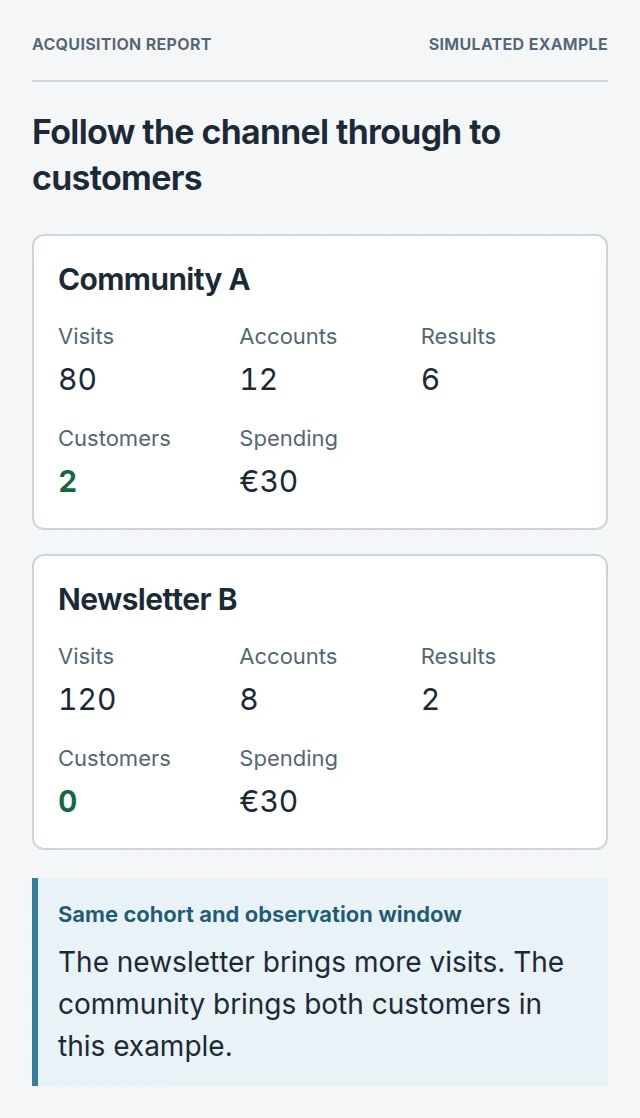 ACQUISITION REPORT
SIMULATED EXAMPLE
Follow the channel through to
customers
Community A
Visits Accounts Results
80 12 6
Customers Spending
2 €30
Newsletter B
Visits Accounts Results
120 8 2
Customers Spending
0 €30
Same cohort and observation window
The newsletter brings more visits. The
community brings both customers in
this example.